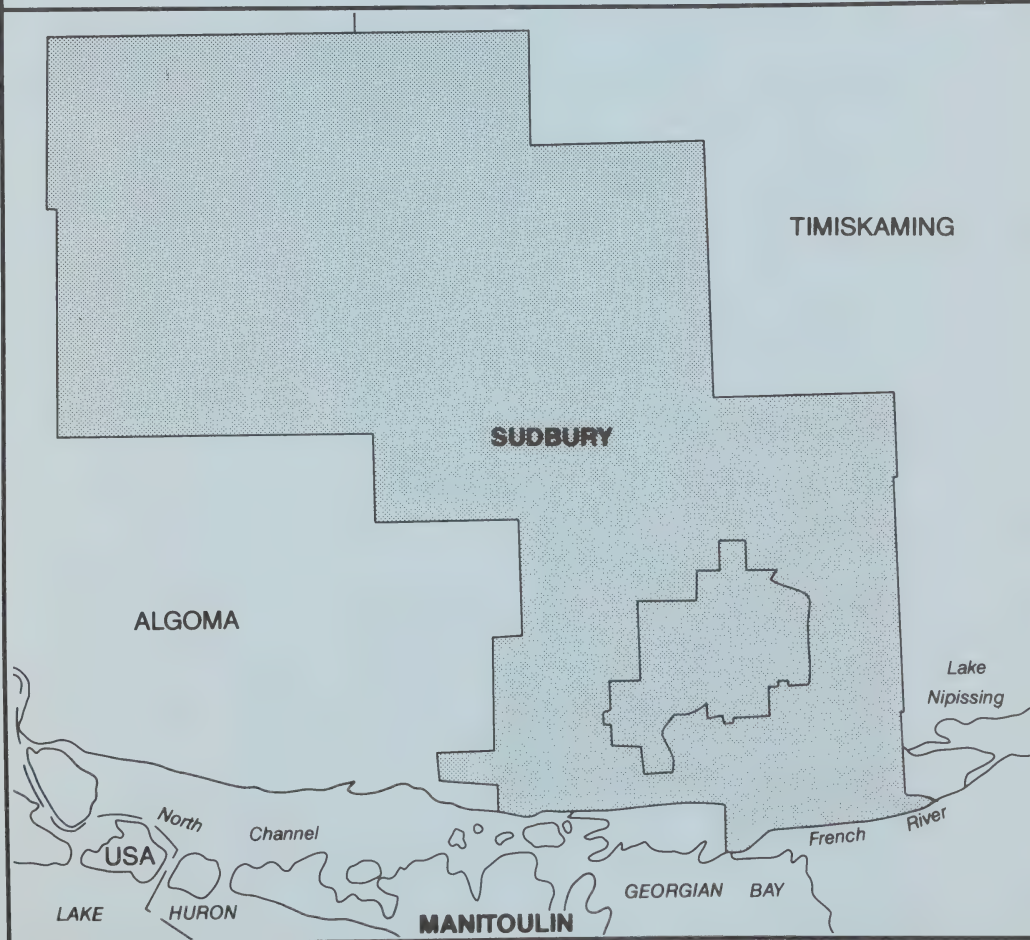 TIMISKAMING
SUDBURY
ALGOMA
Lake
Nipissing
North
Channel
USA
French River
GEORGIAN BAY
LAKE HURON
MANITOULIN